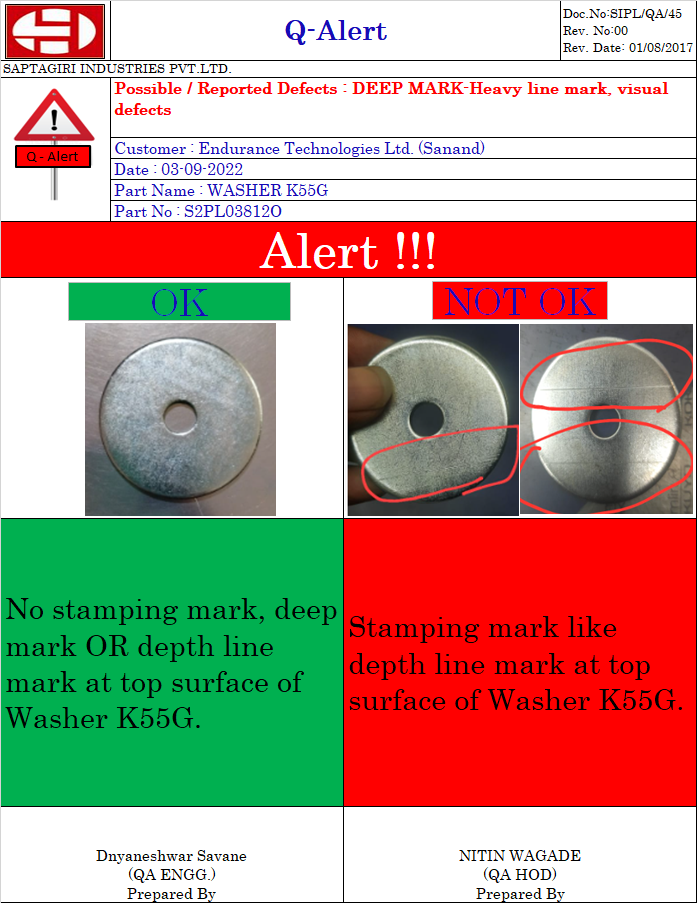 Q-Alert
Doc.No:SIPL/QA/45
Rev. No:00
Rev. Date: 01/08/2017
SAPTAGIRI INDUSTRIES PVT.LTD.
Q - Alert
Possible / Reported Defects : DEEP MARK-Heavy line mark, visual
defects
Customer : Endurance Technologies Ltd. (Sanand)
Date : 03-09-2022
Part Name : WASHER K55G
Part No : S2PL03812O
Alert !!!
OK
NOT OK
No stamping mark, deep
mark OR depth line
mark at top surface of
Washer K55G.
Stamping mark like
depth line mark at top
surface of Washer K55G.
Dnyaneshwar Savane
(QA ENGG.)
Prepared By
NITIN WAGADE
(QA HOD)
Prepared By